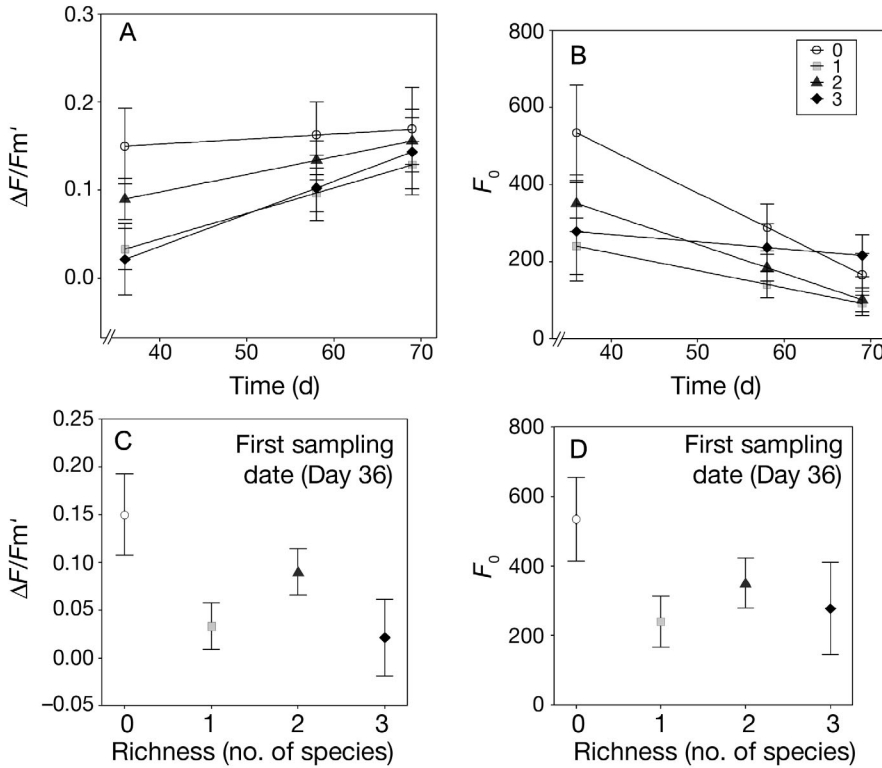 A
0.3
0.2
0.1
0.0
ΔF/Fm'
40
50
60
70
Time (d)
B
0
1
2
3
800
600
400
200
0
F₀
40
50
60
70
Time (d)
C
First sampling
date (Day 36)
0.25
0.20
0.15
0.10
0.05
0.00
−0.05
ΔF/Fm'
0
1
2
3
Richness (no. of species)
D
First sampling
date (Day 36)
800
600
400
200
0
F₀
0
1
2
3
Richness (no. of species)